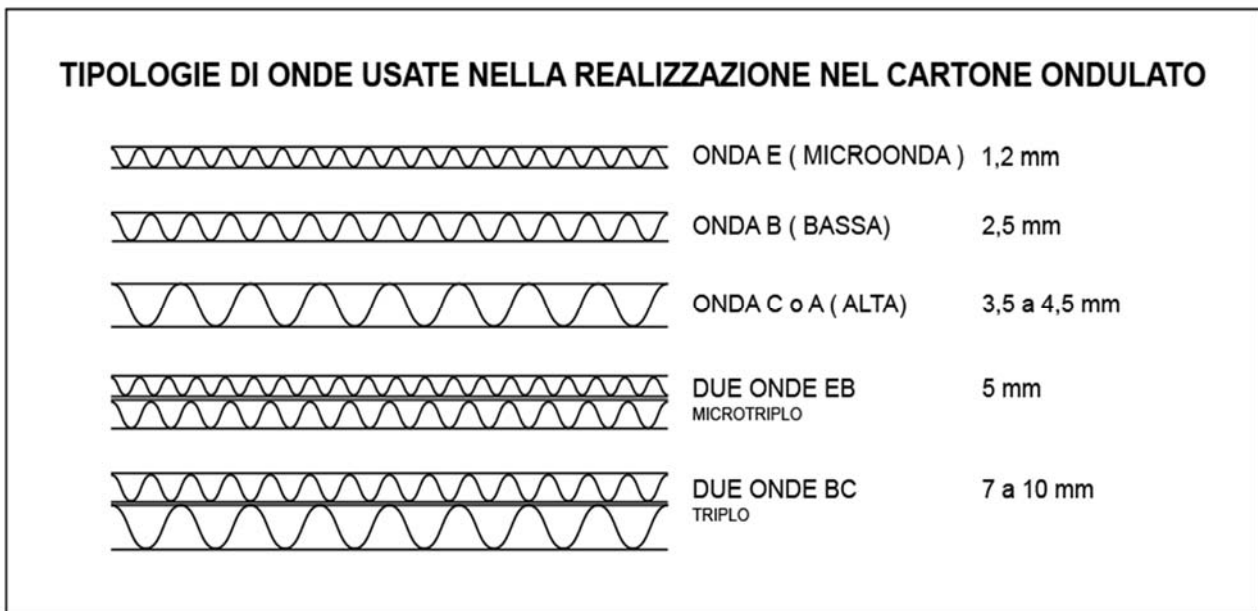 TIPOLOGIE DI ONDE USATE NELLA REALIZZAZIONE NEL CARTONE ONDULATO
ONDA E ( MICROONDA ) 1,2 mm
ONDA B ( BASSA) 2,5 mm
ONDA C o A ( ALTA) 3,5 a 4,5 mm
DUE ONDE EB 5 mm
MICROTRIPLO
DUE ONDE BC 7 a 10 mm
TRIPLO